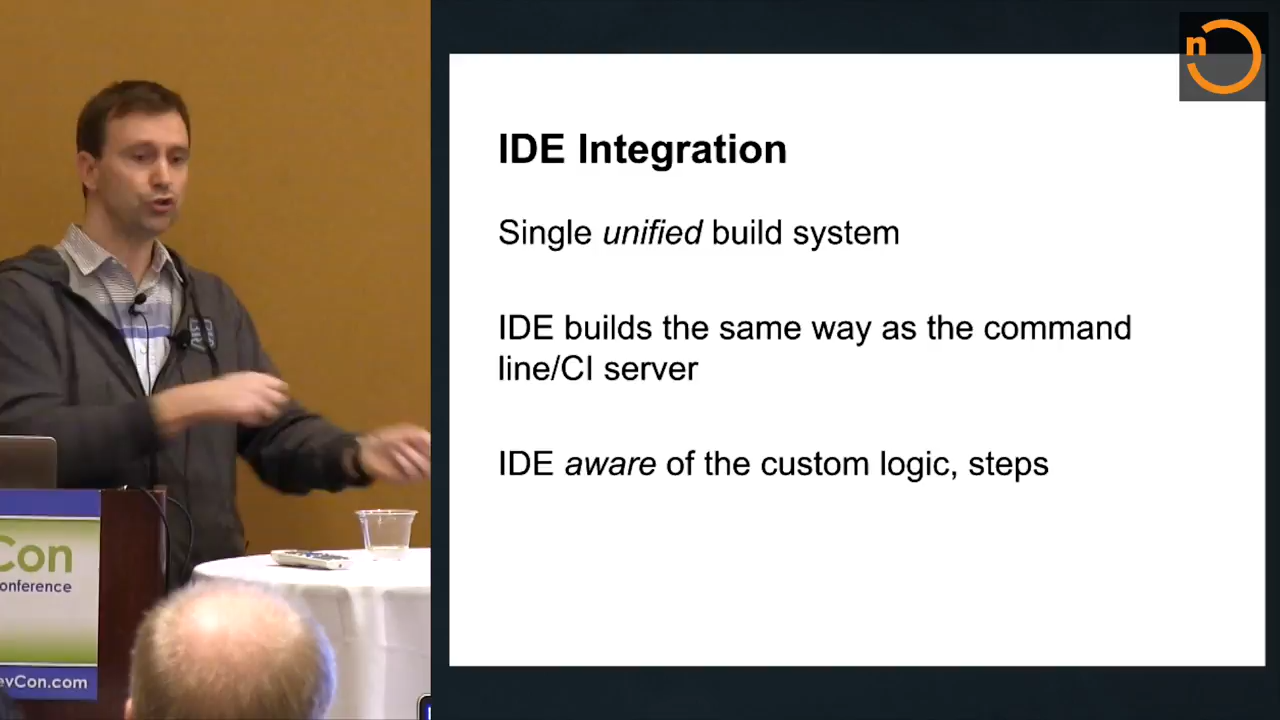 n
IDE Integration
Single unified build system
IDE builds the same way as the command
line/CI server
IDE aware of the custom logic, steps
Con
onference
evCon.com